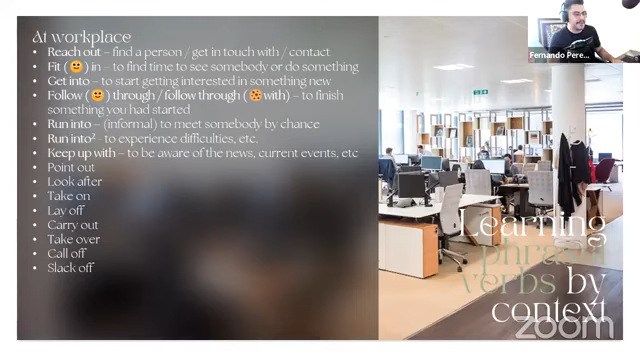 At workplace
• Reach out – find a person / get in touch with / contact
• Fit (🙂) in – to find time to see somebody or do something
• Get into – to start getting interested in something new
• Follow (🙂) through / follow through (🍪 with) – to finish
something you had started
• Run into – (informal) to meet somebody by chance
• Run into² - to experience difficulties, etc.
• Keep up with – to be aware of the news, current events, etc
• Point out
• Look after
• Take on
• Lay off
• Carry out
• Take over
• Call off
• Slack off
Fernando Pere...
Learning
phrasal
verbs by
context
zoom